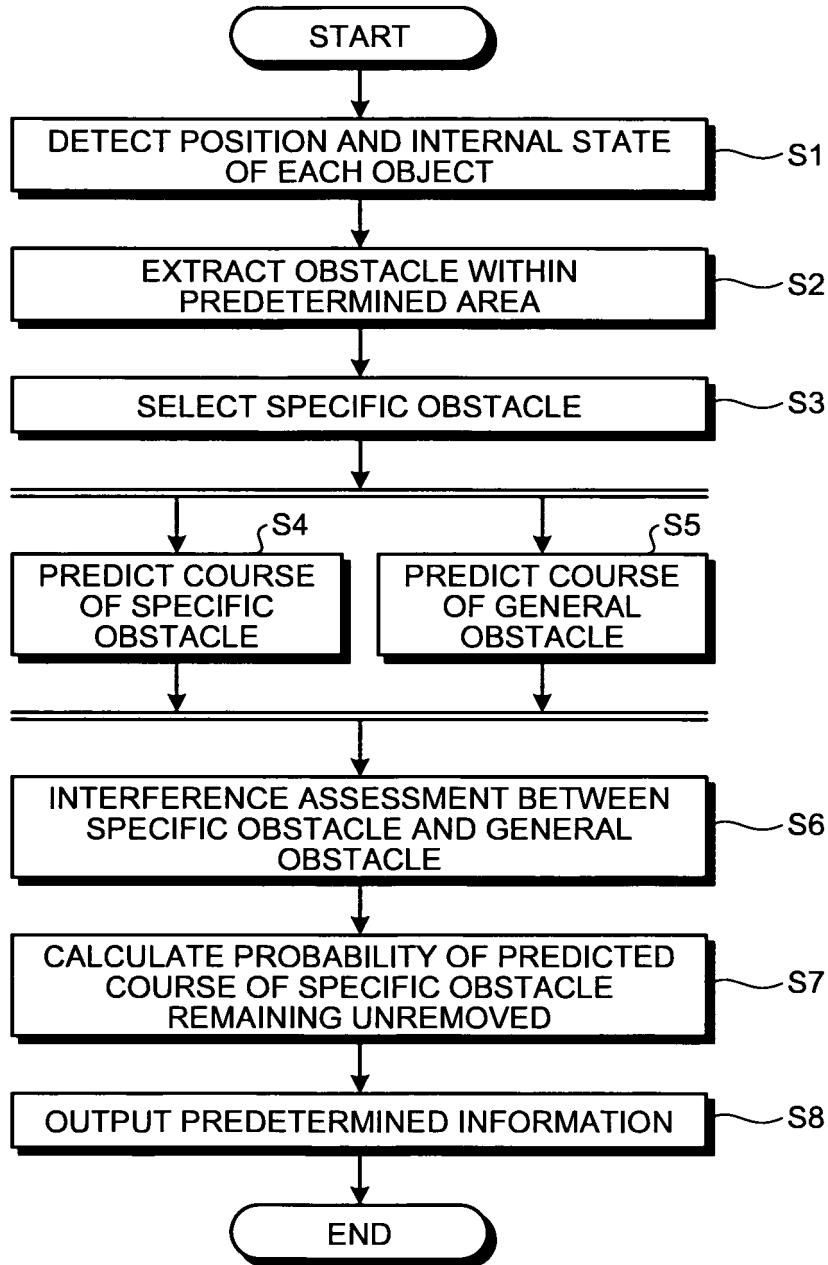 START
DETECT POSITION AND INTERNAL STATE
OF EACH OBJECT
S1
EXTRACT OBSTACLE WITHIN
PREDETERMINED AREA
S2
SELECT SPECIFIC OBSTACLE
S3
S4
PREDICT COURSE
OF SPECIFIC
OBSTACLE
S5
PREDICT COURSE
OF GENERAL
OBSTACLE
INTERFERENCE ASSESSMENT BETWEEN
SPECIFIC OBSTACLE AND GENERAL
OBSTACLE
S6
CALCULATE PROBABILITY OF PREDICTED
COURSE OF SPECIFIC OBSTACLE
REMAINING UNREMOVED
S7
OUTPUT PREDETERMINED INFORMATION
S8
END